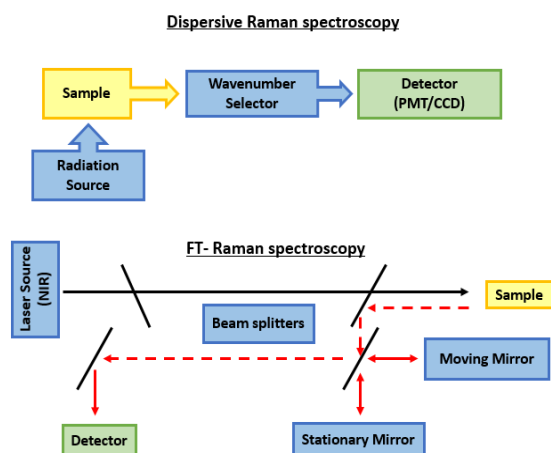 Dispersive Raman spectroscopy
Sample
Wavenumber
Selector
Detector
(PMT/CCD)
Radiation
Source
FT- Raman spectroscopy
Laser Source
(NIR)
Sample
Beam splitters
Moving Mirror
Detector
Stationary Mirror